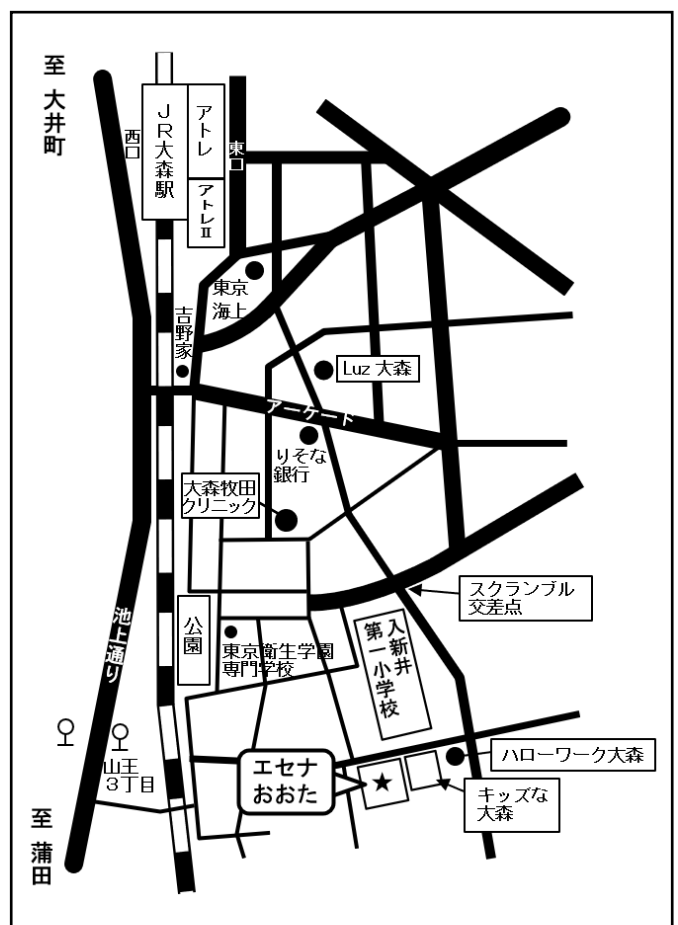 至 大井町
西口
JR大森駅
アトレ
アトレⅡ
東口
東京
海上
吉野家
Luz 大森
アーケード
りそな
銀行
大森牧田
クリニック
スクランブル
交差点
公園
東京衛生学園
専門学校
入新井
第一小学校
池上通り
山王
3丁目
エセナ
おおた
★
ハローワーク大森
キッズな
大森
至 蒲田